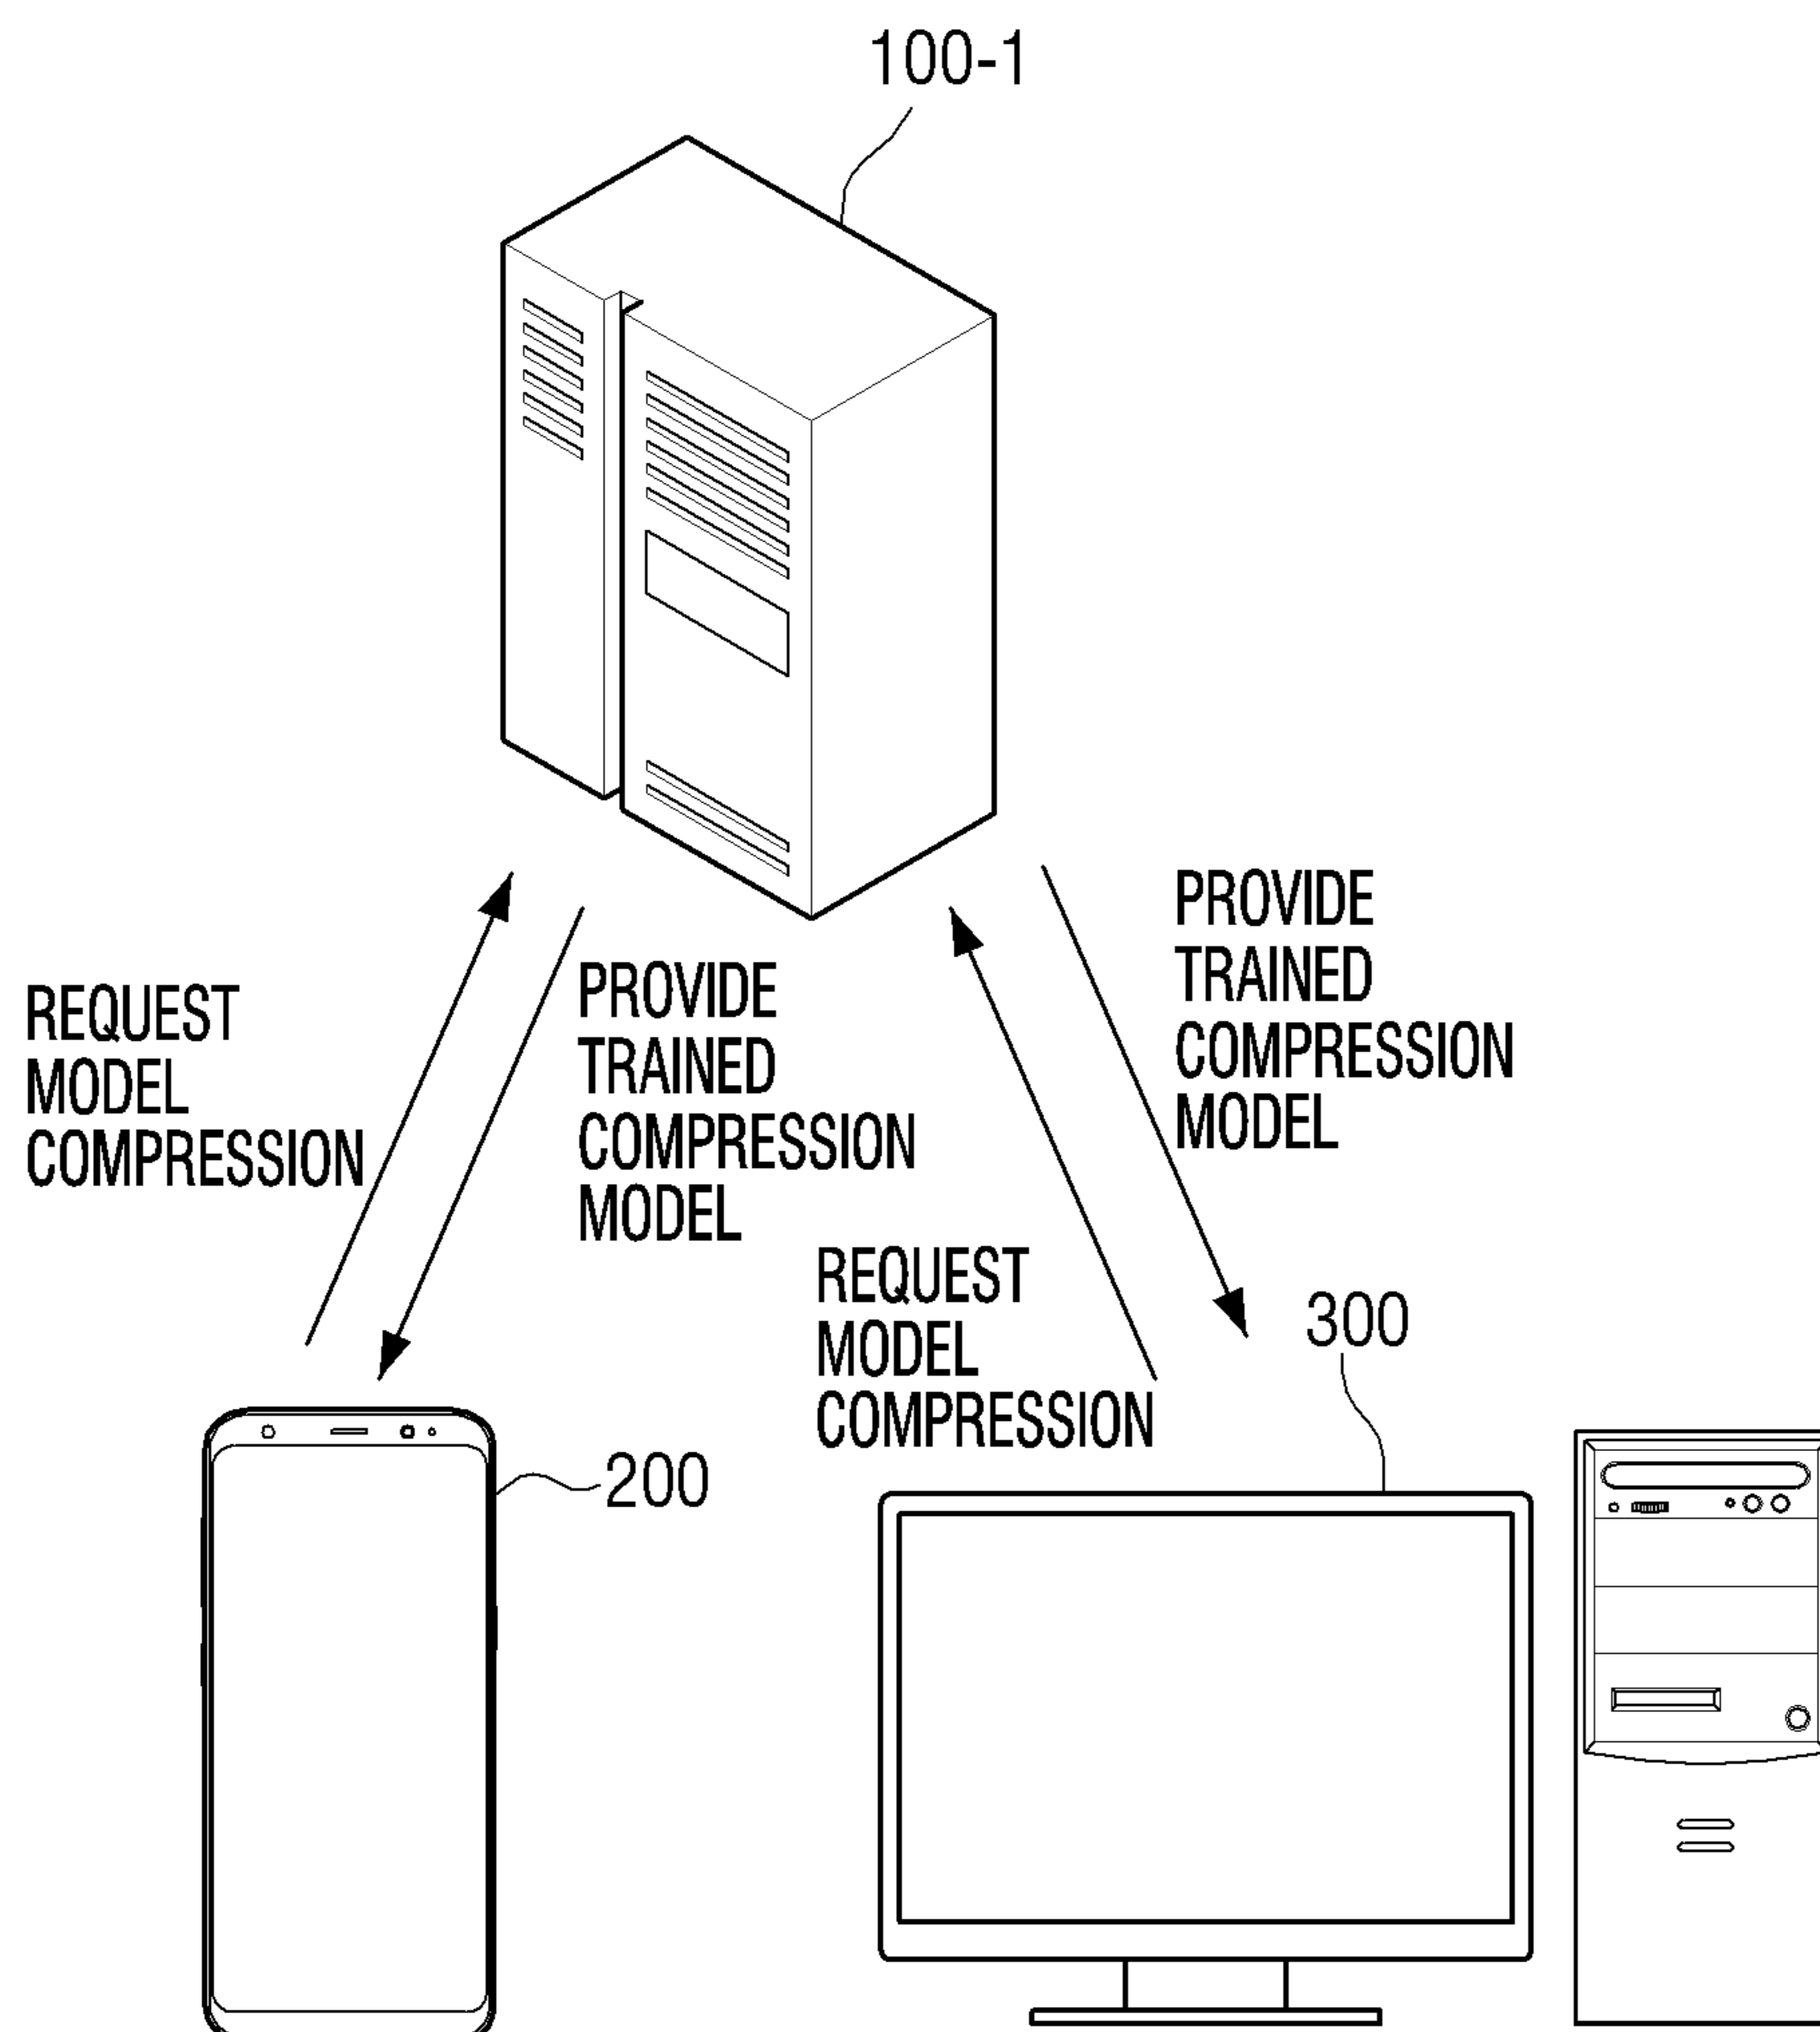 100-1
REQUEST
MODEL
COMPRESSION
PROVIDE
TRAINED
COMPRESSION
MODEL
PROVIDE
TRAINED
COMPRESSION
MODEL
REQUEST
MODEL
COMPRESSION
300
200